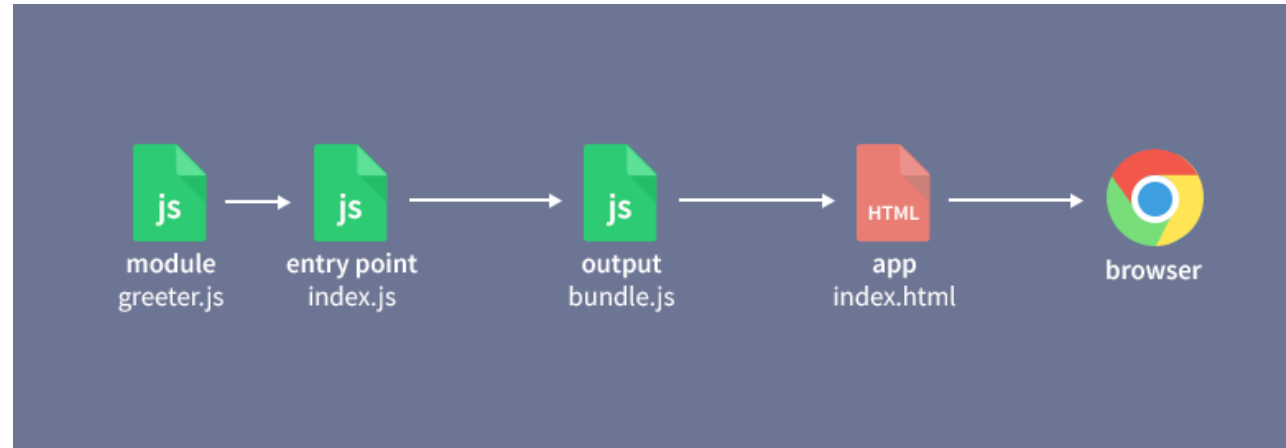 js
module
greeter.js
js
entry point
index.js
js
output
bundle.js
HTML
app
index.html
browser